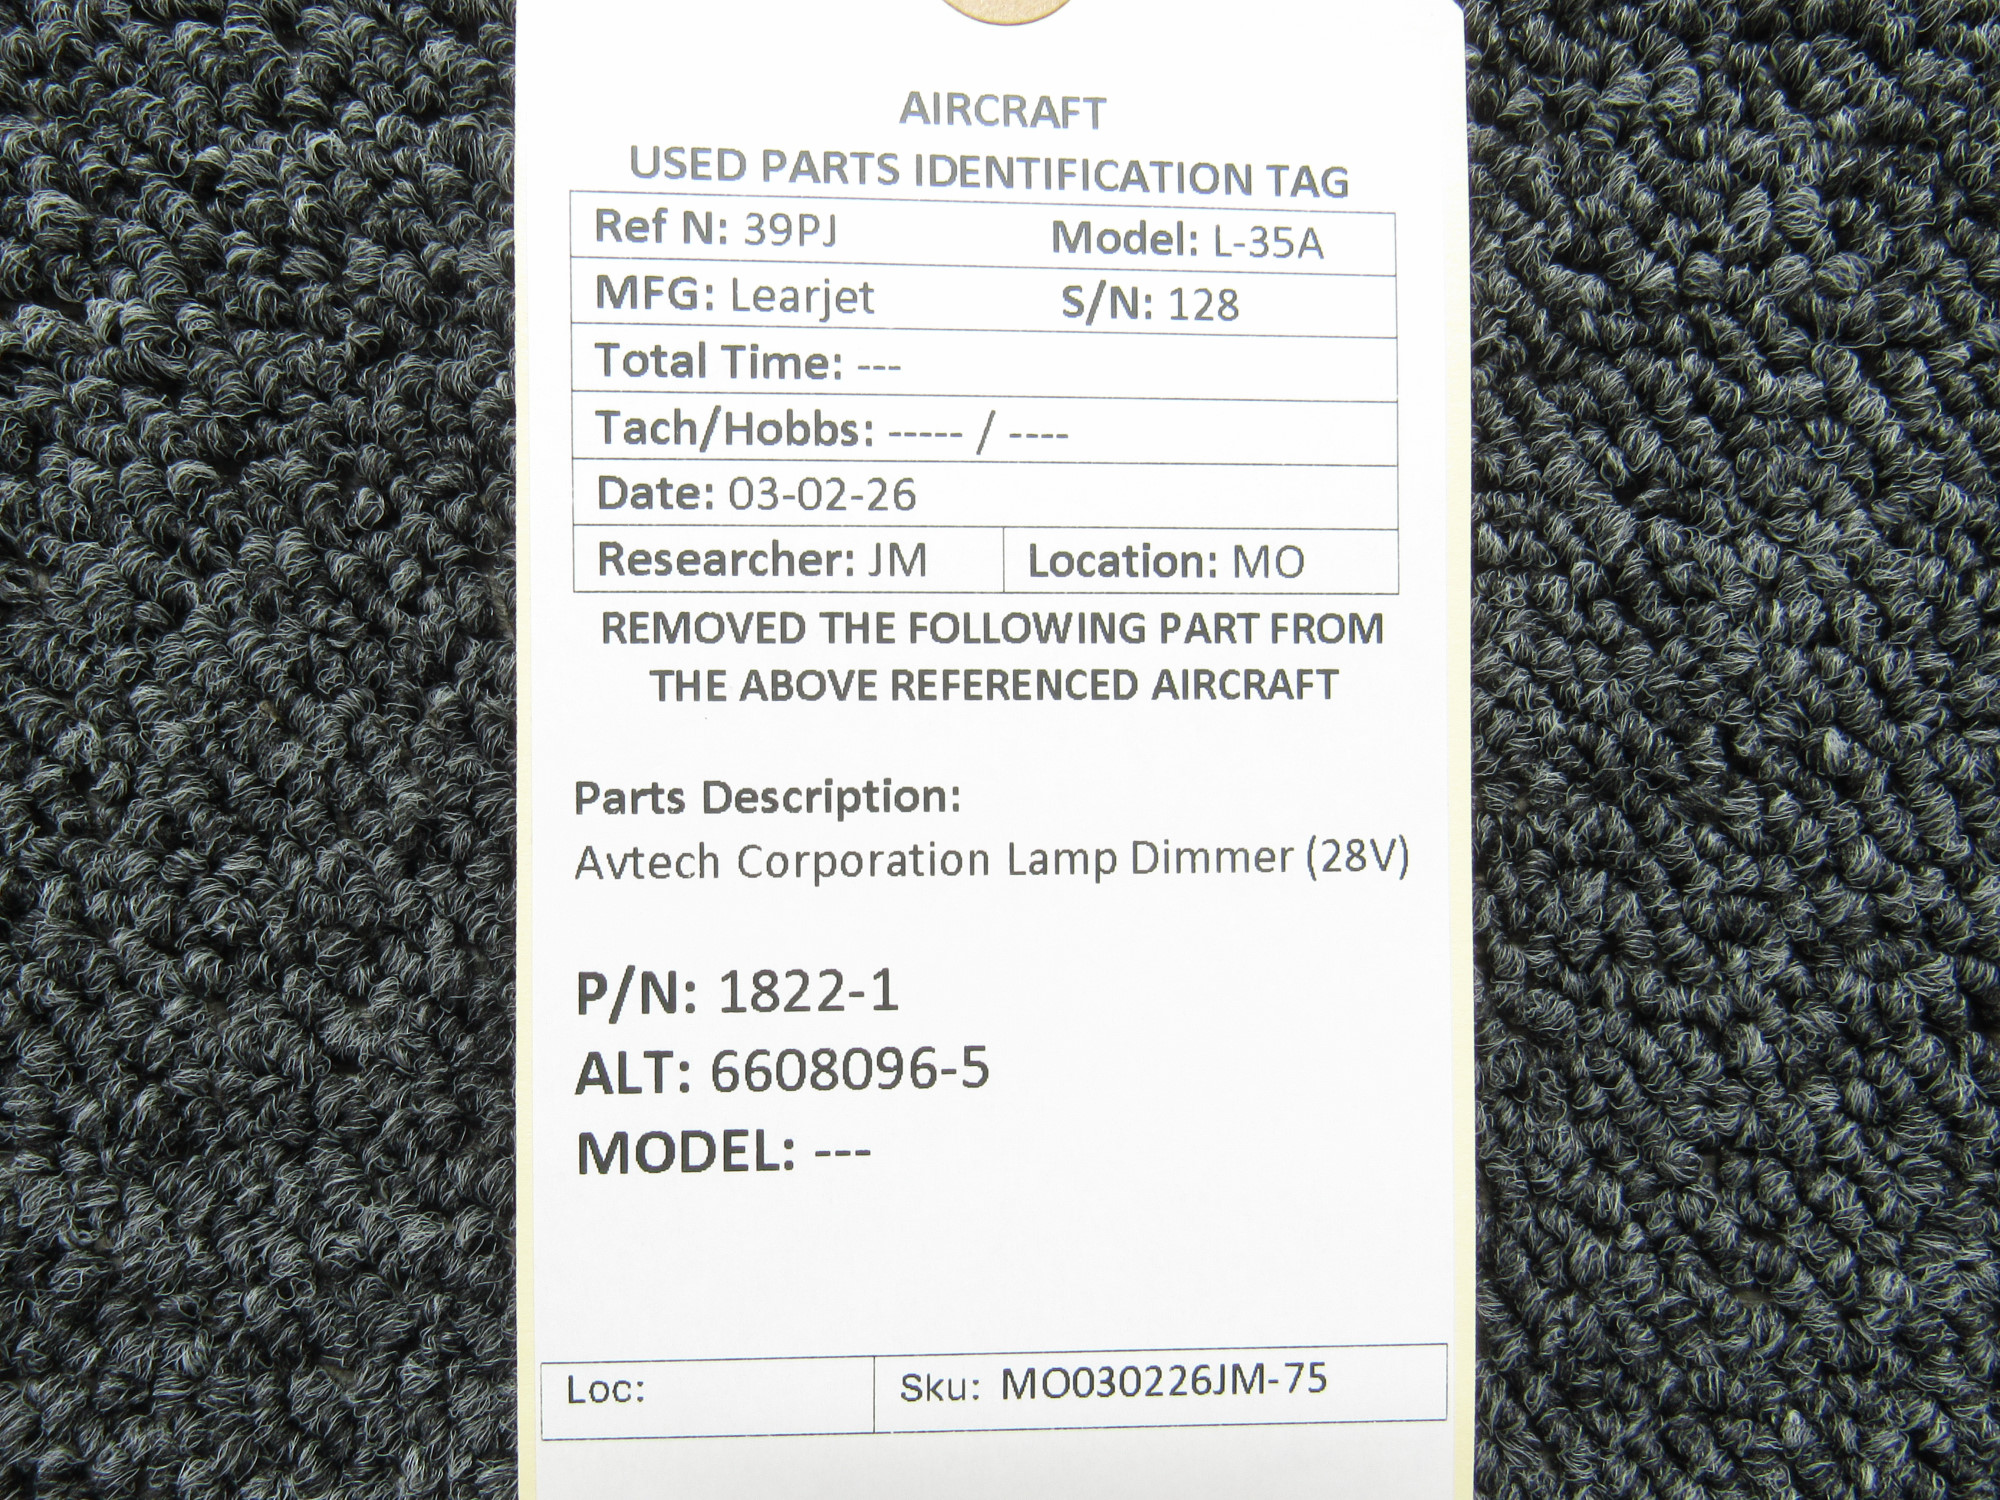 AIRCRAFT
USED PARTS IDENTIFICATION TAG
Ref N: 39PJ Model: L-35A
MFG: Learjet S/N: 128
Total Time: ---
Tach/Hobbs: ----- / ----
Date: 03-02-26
Researcher: JM Location: MO
REMOVED THE FOLLOWING PART FROM
THE ABOVE REFERENCED AIRCRAFT
Parts Description:
Avtech Corporation Lamp Dimmer (28V)
P/N: 1822-1
ALT: 6608096-5
MODEL: ---
Loc: Sku: MO030226JM-75